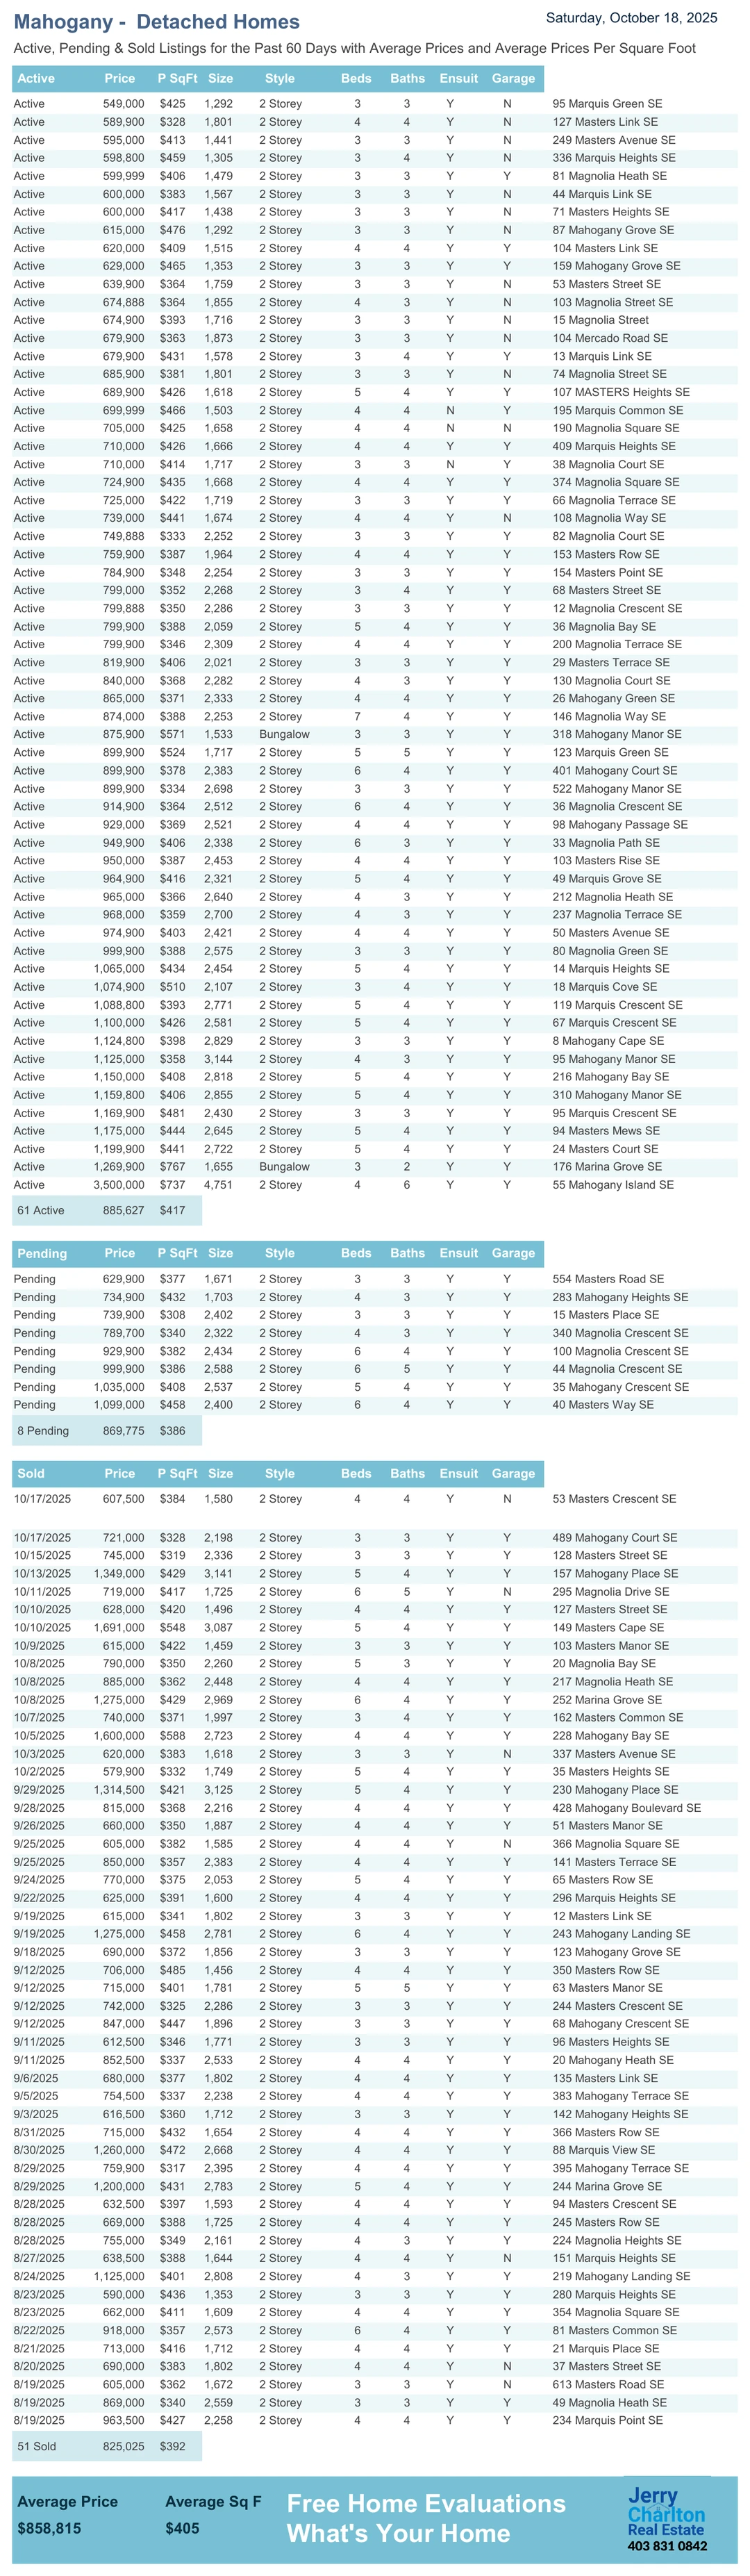 Mahogany - Detached Homes
Saturday, October 18, 2025
Active, Pending & Sold Listings for the Past 60 Days with Average Prices and Average Prices Per Square Foot
Active Price P SqFt Size Style Beds Baths Ensuit Garage
Active 549,000 $425 1,292 2 Storey 3 3 Y N 95 Marquis Green SE
Active 589,900 $328 1,801 2 Storey 4 4 Y N 127 Masters Link SE
Active 595,000 $413 1,441 2 Storey 3 3 Y N 249 Masters Avenue SE
Active 598,800 $459 1,305 2 Storey 3 4 Y N 336 Marquis Heights SE
Active 599,999 $406 1,479 2 Storey 3 3 Y Y 81 Magnolia Heath SE
Active 600,000 $383 1,567 2 Storey 3 3 Y N 44 Marquis Link SE
Active 600,000 $417 1,438 2 Storey 3 3 Y N 71 Masters Heights SE
Active 615,000 $476 1,292 2 Storey 3 3 Y N 87 Mahogany Grove SE
Active 620,000 $409 1,515 2 Storey 4 4 Y Y 104 Masters Link SE
Active 629,000 $465 1,353 2 Storey 3 3 Y Y 159 Mahogany Grove SE
Active 639,900 $364 1,759 2 Storey 3 3 Y N 53 Masters Street SE
Active 674,888 $364 1,855 2 Storey 4 3 Y N 103 Magnolia Street SE
Active 674,900 $393 1,716 2 Storey 3 3 Y N 15 Magnolia Street
Active 679,900 $363 1,873 2 Storey 3 3 Y N 104 Mercado Road SE
Active 679,900 $431 1,578 2 Storey 3 4 Y Y 13 Marquis Link SE
Active 685,900 $381 1,801 2 Storey 3 3 Y N 74 Magnolia Street SE
Active 689,900 $426 1,618 2 Storey 5 4 Y Y 107 MASTERS Heights SE
Active 699,999 $466 1,503 2 Storey 4 4 N Y 195 Marquis Common SE
Active 705,000 $425 1,658 2 Storey 4 4 N N 190 Magnolia Square SE
Active 710,000 $426 1,666 2 Storey 4 4 Y Y 409 Marquis Heights SE
Active 710,000 $414 1,717 2 Storey 3 3 N Y 38 Magnolia Court SE
Active 724,900 $435 1,668 2 Storey 4 4 Y Y 374 Magnolia Square SE
Active 725,000 $422 1,719 2 Storey 3 3 Y Y 66 Magnolia Terrace SE
Active 739,000 $441 1,674 2 Storey 4 4 Y N 108 Magnolia Way SE
Active 749,888 $333 2,252 2 Storey 3 3 Y Y 82 Magnolia Court SE
Active 759,900 $387 1,964 2 Storey 4 4 Y Y 153 Masters Row SE
Active 784,900 $348 2,254 2 Storey 3 3 Y Y 154 Masters Point SE
Active 799,000 $352 2,268 2 Storey 3 4 Y Y 68 Masters Street SE
Active 799,888 $350 2,286 2 Storey 3 3 Y Y 12 Magnolia Crescent SE
Active 799,900 $388 2,059 2 Storey 5 4 Y Y 36 Magnolia Bay SE
Active 799,900 $346 2,309 2 Storey 4 4 Y Y 200 Magnolia Terrace SE
Active 819,900 $406 2,021 2 Storey 3 3 Y Y 29 Masters Terrace SE
Active 840,000 $368 2,282 2 Storey 4 3 Y Y 130 Magnolia Court SE
Active 865,000 $371 2,333 2 Storey 4 4 Y Y 26 Mahogany Green SE
Active 874,000 $388 2,253 2 Storey 7 4 Y Y 146 Magnolia Way SE
Active 875,900 $571 1,533 Bungalow 3 3 Y Y 318 Mahogany Manor SE
Active 899,900 $524 1,717 2 Storey 5 5 Y Y 123 Marquis Green SE
Active 899,900 $378 2,383 2 Storey 6 4 Y Y 401 Mahogany Court SE
Active 899,900 $334 2,698 2 Storey 3 3 Y Y 522 Mahogany Manor SE
Active 914,900 $364 2,512 2 Storey 6 4 Y Y 36 Magnolia Crescent SE
Active 929,000 $369 2,521 2 Storey 4 4 Y Y 98 Mahogany Passage SE
Active 949,900 $406 2,338 2 Storey 6 3 Y Y 33 Magnolia Path SE
Active 950,000 $387 2,453 2 Storey 4 4 Y Y 103 Masters Rise SE
Active 964,900 $416 2,321 2 Storey 5 4 Y Y 49 Marquis Grove SE
Active 965,000 $366 2,640 2 Storey 4 3 Y Y 212 Magnolia Heath SE
Active 968,000 $359 2,700 2 Storey 4 3 Y Y 237 Magnolia Terrace SE
Active 974,900 $403 2,421 2 Storey 4 4 Y Y 50 Masters Avenue SE
Active 999,900 $388 2,575 2 Storey 3 3 Y Y 80 Magnolia Green SE
Active 1,065,000 $434 2,454 2 Storey 5 4 Y Y 14 Marquis Heights SE
Active 1,074,900 $510 2,107 2 Storey 3 4 Y Y 18 Marquis Cove SE
Active 1,088,800 $393 2,771 2 Storey 5 4 Y Y 119 Marquis Crescent SE
Active 1,100,000 $426 2,581 2 Storey 5 4 Y Y 67 Marquis Crescent SE
Active 1,124,800 $398 2,829 2 Storey 3 3 Y Y 8 Mahogany Cape SE
Active 1,125,000 $358 3,144 2 Storey 4 3 Y Y 95 Mahogany Manor SE
Active 1,150,000 $408 2,818 2 Storey 5 4 Y Y 216 Mahogany Bay SE
Active 1,159,800 $406 2,855 2 Storey 5 4 Y Y 310 Mahogany Manor SE
Active 1,169,900 $481 2,430 2 Storey 3 3 Y Y 95 Marquis Crescent SE
Active 1,175,000 $444 2,645 2 Storey 5 4 Y Y 94 Masters Mews SE
Active 1,199,900 $441 2,722 2 Storey 5 4 Y Y 24 Masters Court SE
Active 1,269,900 $767 1,655 Bungalow 3 2 Y Y 176 Marina Grove SE
Active 3,500,000 $737 4,751 2 Storey 4 6 Y Y 55 Mahogany Island SE
61 Active 885,627 $417
Pending Price P SqFt Size Style Beds Baths Ensuit Garage
Pending 629,900 $377 1,671 2 Storey 3 3 Y Y 554 Masters Road SE
Pending 734,900 $432 1,703 2 Storey 4 3 Y Y 283 Mahogany Heights SE
Pending 739,900 $308 2,402 2 Storey 3 3 Y Y 15 Masters Place SE
Pending 789,700 $340 2,322 2 Storey 4 3 Y Y 340 Magnolia Crescent SE
Pending 929,900 $382 2,434 2 Storey 6 4 Y Y 100 Magnolia Crescent SE
Pending 999,900 $386 2,588 2 Storey 6 5 Y Y 44 Magnolia Crescent SE
Pending 1,035,000 $408 2,537 2 Storey 5 4 Y Y 35 Mahogany Crescent SE
Pending 1,099,000 $458 2,400 2 Storey 6 4 Y Y 40 Masters Way SE
8 Pending 869,775 $386
Sold Price P SqFt Size Style Beds Baths Ensuit Garage
10/17/2025 607,500 $384 1,580 2 Storey 4 4 Y N 53 Masters Crescent SE
10/17/2025 721,000 $328 2,198 2 Storey 3 3 Y Y 489 Mahogany Court SE
10/15/2025 745,000 $319 2,336 2 Storey 3 3 Y Y 128 Masters Street SE
10/13/2025 1,349,000 $429 3,141 2 Storey 5 4 Y Y 157 Mahogany Place SE
10/11/2025 719,000 $417 1,725 2 Storey 6 5 Y N 295 Magnolia Drive SE
10/10/2025 628,000 $420 1,496 2 Storey 4 4 Y Y 127 Masters Street SE
10/10/2025 1,691,000 $548 3,087 2 Storey 5 4 Y Y 149 Masters Cape SE
10/9/2025 615,000 $422 1,459 2 Storey 3 3 Y Y 103 Masters Manor SE
10/8/2025 790,000 $350 2,260 2 Storey 5 3 Y Y 20 Magnolia Bay SE
10/8/2025 885,000 $362 2,448 2 Storey 4 4 Y Y 217 Magnolia Heath SE
10/8/2025 1,275,000 $429 2,969 2 Storey 6 4 Y Y 252 Marina Grove SE
10/7/2025 740,000 $371 1,997 2 Storey 3 4 Y Y 162 Masters Common SE
10/5/2025 1,600,000 $588 2,723 2 Storey 4 4 Y Y 228 Mahogany Bay SE
10/3/2025 620,000 $383 1,618 2 Storey 3 3 Y N 337 Masters Avenue SE
10/2/2025 579,900 $332 1,749 2 Storey 5 4 Y Y 35 Masters Heights SE
9/29/2025 1,314,500 $421 3,125 2 Storey 5 4 Y Y 230 Mahogany Place SE
9/28/2025 815,000 $368 2,216 2 Storey 4 4 Y Y 428 Mahogany Boulevard SE
9/26/2025 660,000 $350 1,887 2 Storey 4 4 Y Y 51 Masters Manor SE
9/25/2025 605,000 $382 1,585 2 Storey 4 4 Y N 366 Magnolia Square SE
9/25/2025 850,000 $357 2,383 2 Storey 4 4 Y Y 141 Masters Terrace SE
9/24/2025 770,000 $375 2,053 2 Storey 5 4 Y Y 65 Masters Row SE
9/22/2025 625,000 $391 1,600 2 Storey 4 4 Y Y 296 Marquis Heights SE
9/19/2025 615,000 $341 1,802 2 Storey 3 3 Y Y 12 Masters Link SE
9/19/2025 1,275,000 $458 2,781 2 Storey 6 4 Y Y 243 Mahogany Landing SE
9/18/2025 690,000 $372 1,856 2 Storey 3 3 Y Y 123 Mahogany Grove SE
9/12/2025 706,000 $485 1,456 2 Storey 4 4 Y Y 350 Masters Row SE
9/12/2025 715,000 $401 1,781 2 Storey 5 5 Y Y 63 Masters Manor SE
9/12/2025 742,000 $325 2,286 2 Storey 3 3 Y Y 244 Masters Crescent SE
9/12/2025 847,000 $447 1,896 2 Storey 3 3 Y Y 68 Mahogany Crescent SE
9/11/2025 612,500 $346 1,771 2 Storey 3 3 Y Y 96 Masters Heights SE
9/11/2025 852,500 $337 2,533 2 Storey 4 4 Y Y 20 Mahogany Heath SE
9/6/2025 680,000 $377 1,802 2 Storey 4 4 Y Y 135 Masters Link SE
9/5/2025 754,500 $337 2,238 2 Storey 4 4 Y Y 383 Mahogany Terrace SE
9/3/2025 616,500 $360 1,712 2 Storey 3 3 Y Y 142 Mahogany Heights SE
8/31/2025 715,000 $432 1,654 2 Storey 4 4 Y Y 366 Masters Row SE
8/30/2025 1,260,000 $472 2,668 2 Storey 4 4 Y Y 88 Marquis View SE
8/29/2025 759,900 $317 2,395 2 Storey 4 4 Y Y 395 Mahogany Terrace SE
8/29/2025 1,200,000 $431 2,783 2 Storey 5 4 Y Y 244 Marina Grove SE
8/28/2025 632,500 $397 1,593 2 Storey 4 4 Y Y 94 Masters Crescent SE
8/28/2025 669,000 $388 1,725 2 Storey 4 4 Y Y 245 Masters Row SE
8/28/2025 755,000 $349 2,161 2 Storey 4 3 Y Y 224 Magnolia Heights SE
8/27/2025 638,500 $388 1,644 2 Storey 4 4 Y N 151 Marquis Heights SE
8/24/2025 1,125,000 $401 2,808 2 Storey 4 3 Y Y 219 Mahogany Landing SE
8/23/2025 590,000 $436 1,353 2 Storey 3 3 Y Y 280 Marquis Heights SE
8/23/2025 662,000 $411 1,609 2 Storey 4 4 Y Y 354 Magnolia Square SE
8/22/2025 918,000 $357 2,573 2 Storey 6 4 Y Y 81 Masters Common SE
8/21/2025 713,000 $416 1,712 2 Storey 4 4 Y Y 21 Marquis Place SE
8/20/2025 690,000 $383 1,802 2 Storey 4 4 Y N 37 Masters Street SE
8/19/2025 605,000 $362 1,672 2 Storey 3 3 Y N 613 Masters Road SE
8/19/2025 869,000 $340 2,559 2 Storey 3 3 Y Y 49 Magnolia Heath SE
8/19/2025 963,500 $427 2,258 2 Storey 4 4 Y Y 234 Marquis Point SE
51 Sold 825,025 $392
Average Price Average Sq F
$858,815 $405
Free Home Evaluations
What's Your Home
Jerry
Charlton
Real Estate
403 831 0842